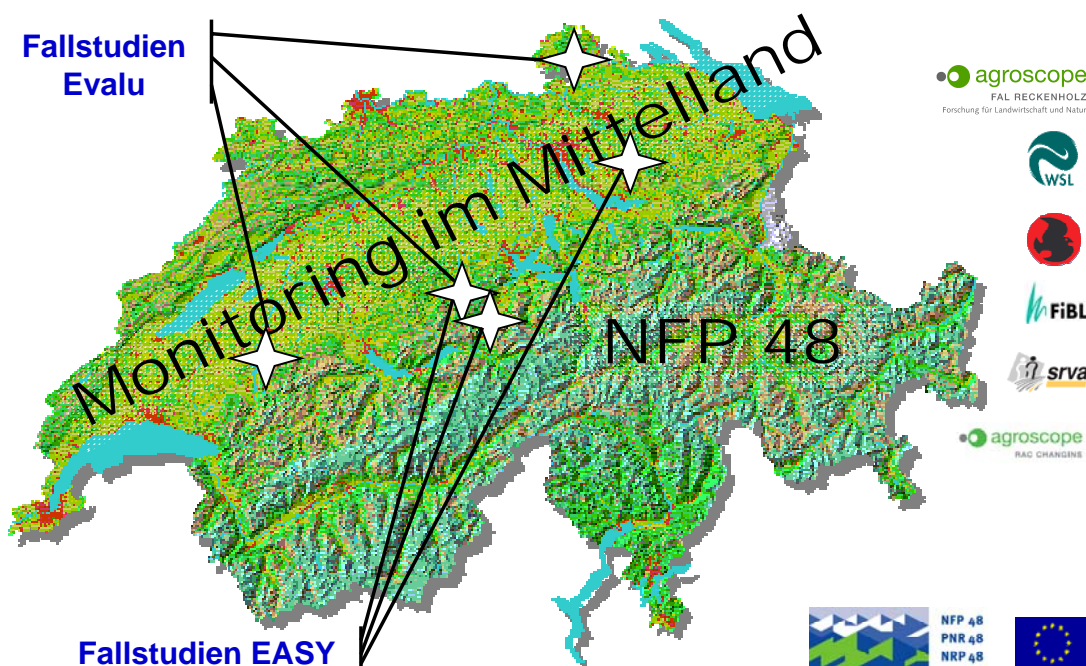 Fallstudien
Evalu
Monitoring im Mittelland
NFP 48
Fallstudien EASY
agroscope
FAL RECKENHOLZ
Forschung für Landwirtschaft und Natur
WSL
FiBL
srva
agroscope
RAC CHANGINS
NFP 48
PNR 48
NRP 48